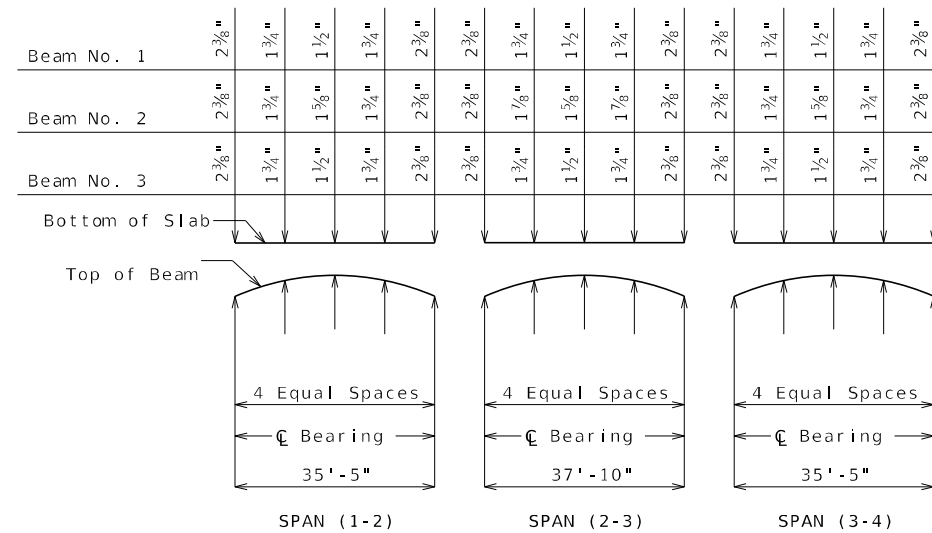 Beam No. 1 2⅜" 1¾" 1½" 1¾" 2⅜" 2⅜" 1¾" 1½" 1¾" 2⅜" 2⅜" 1¾" 1½" 1¾" 2⅜"
Beam No. 2 2⅜" 1¾" 1⅝" 1¾" 2⅜" 2⅜" 1⅞" 1⅝" 1⅞" 2⅜" 2⅜" 1¾" 1⅝" 1¾" 2⅜"
Beam No. 3 2⅜" 1¾" 1½" 1¾" 2⅜" 2⅜" 1¾" 1½" 1¾" 2⅜" 2⅜" 1¾" 1½" 1¾" 2⅜"
Bottom of Slab
Top of Beam
4 Equal Spaces 4 Equal Spaces 4 Equal Spaces
℄ Bearing ℄ Bearing ℄ Bearing
35'-5" 37'-10" 35'-5"
SPAN (1-2) SPAN (2-3) SPAN (3-4)